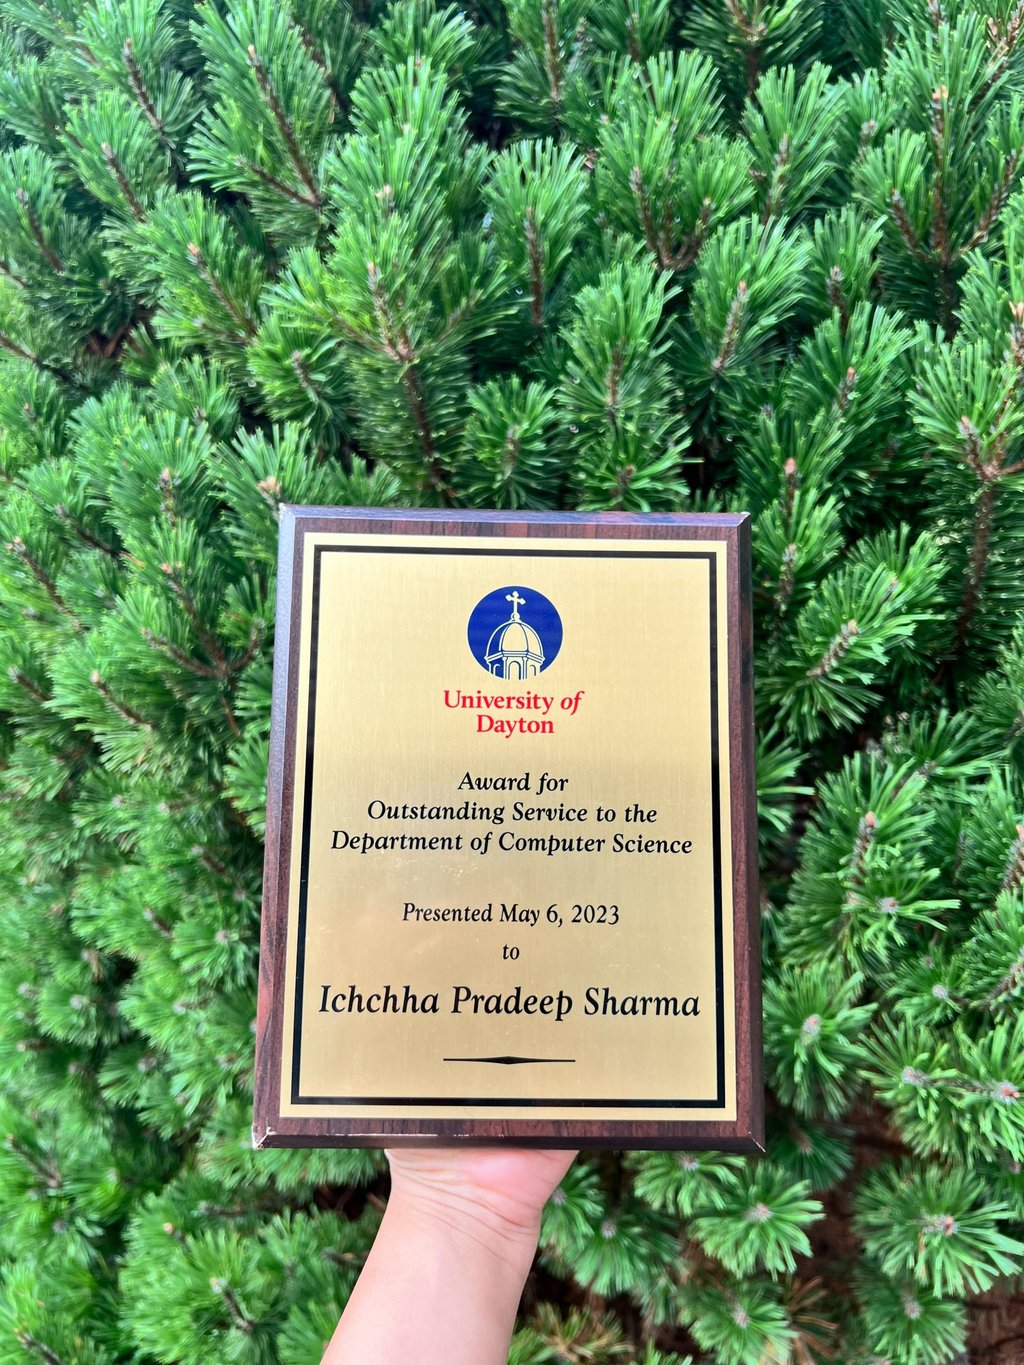 University of
Dayton
Award for
Outstanding Service to the
Department of Computer Science
Presented May 6, 2023
to
Ichchha Pradeep Sharma